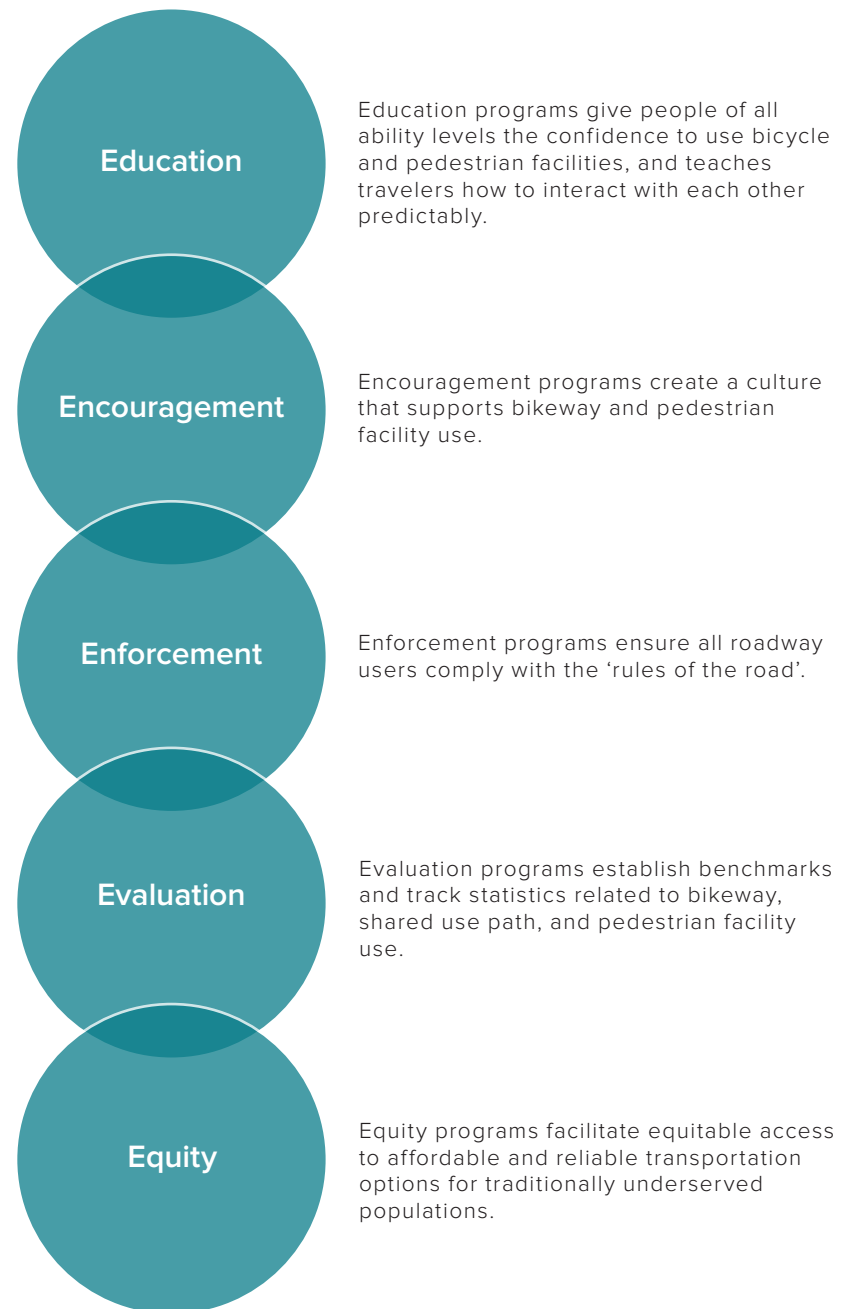 Education
Education programs give people of all
ability levels the confidence to use bicycle
and pedestrian facilities, and teaches
travelers how to interact with each other
predictably.
Encouragement
Encouragement programs create a culture
that supports bikeway and pedestrian
facility use.
Enforcement
Enforcement programs ensure all roadway
users comply with the ‘rules of the road’.
Evaluation
Evaluation programs establish benchmarks
and track statistics related to bikeway,
shared use path, and pedestrian facility
use.
Equity
Equity programs facilitate equitable access
to affordable and reliable transportation
options for traditionally underserved
populations.